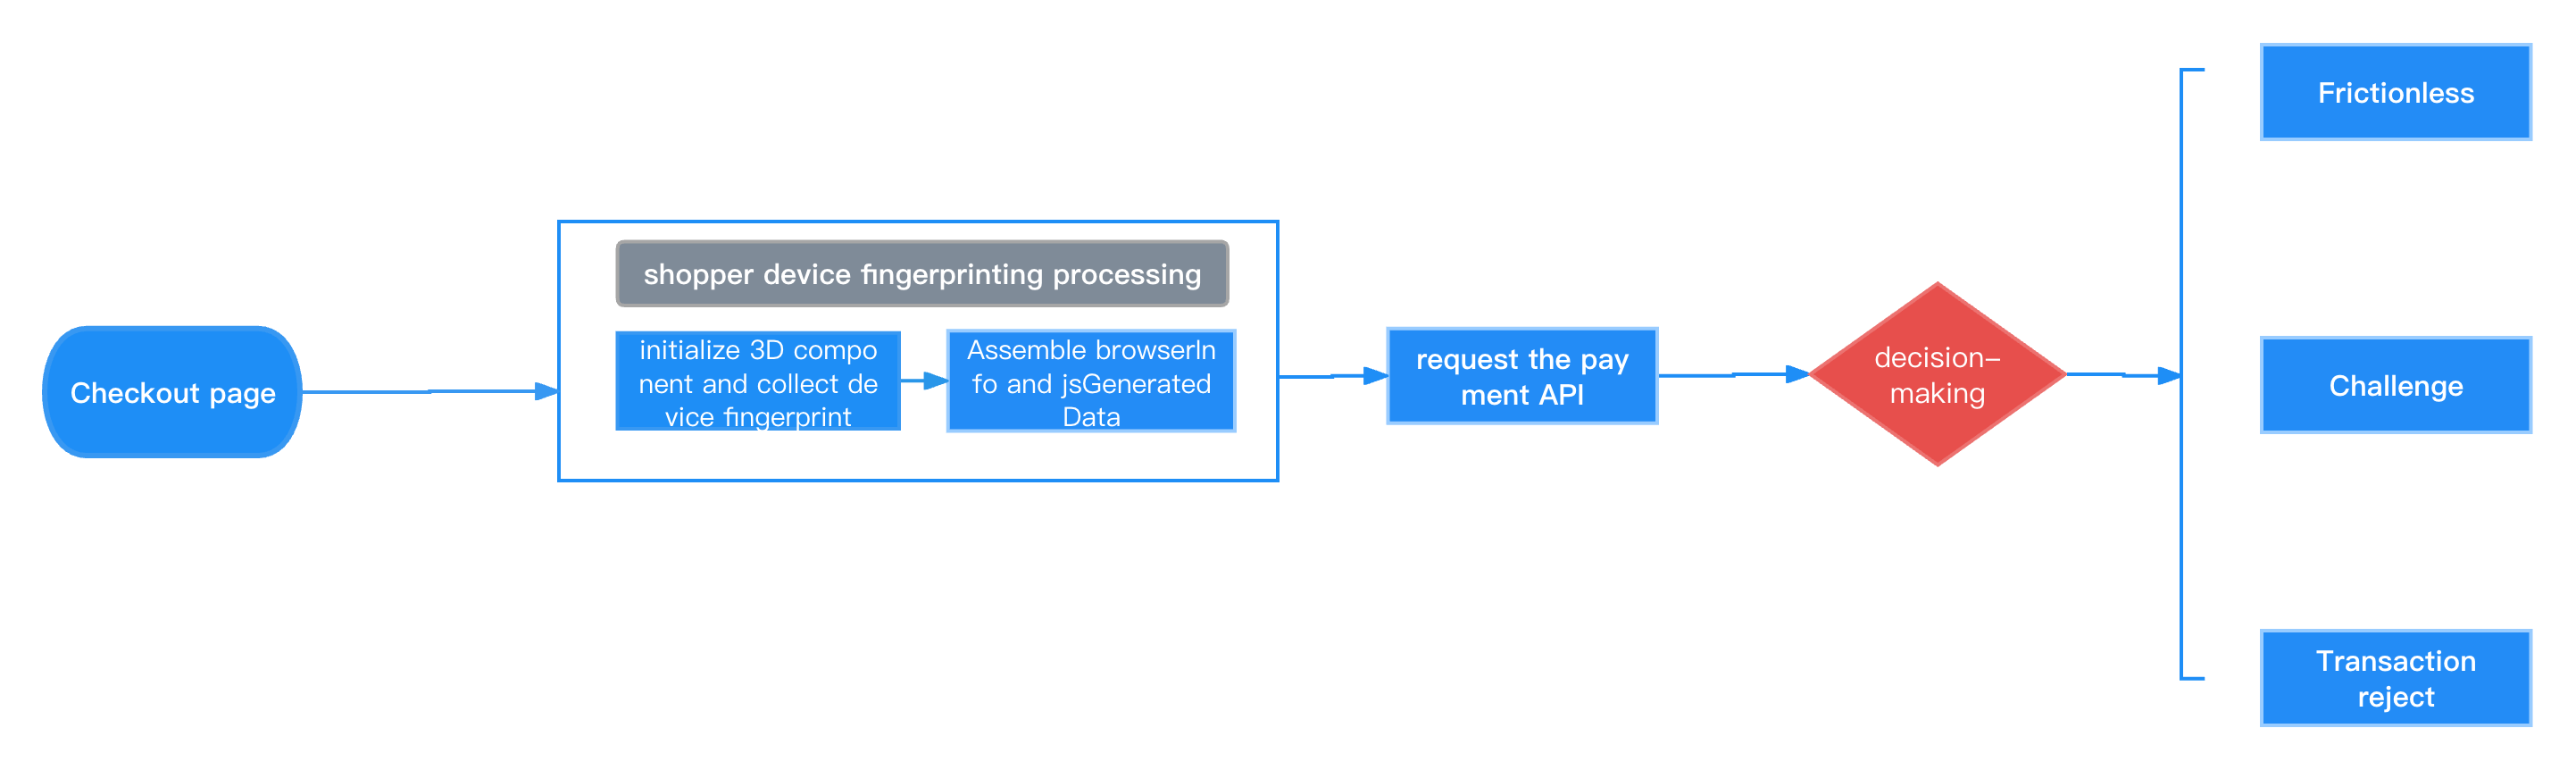 Checkout page
shopper device fingerprinting processing
initialize 3D compo
nent and collect de
vice fingerprint
Assemble browserIn
fo and jsGenerated
Data
request the pay
ment API
decision-
making
Frictionless
Challenge
Transaction
reject